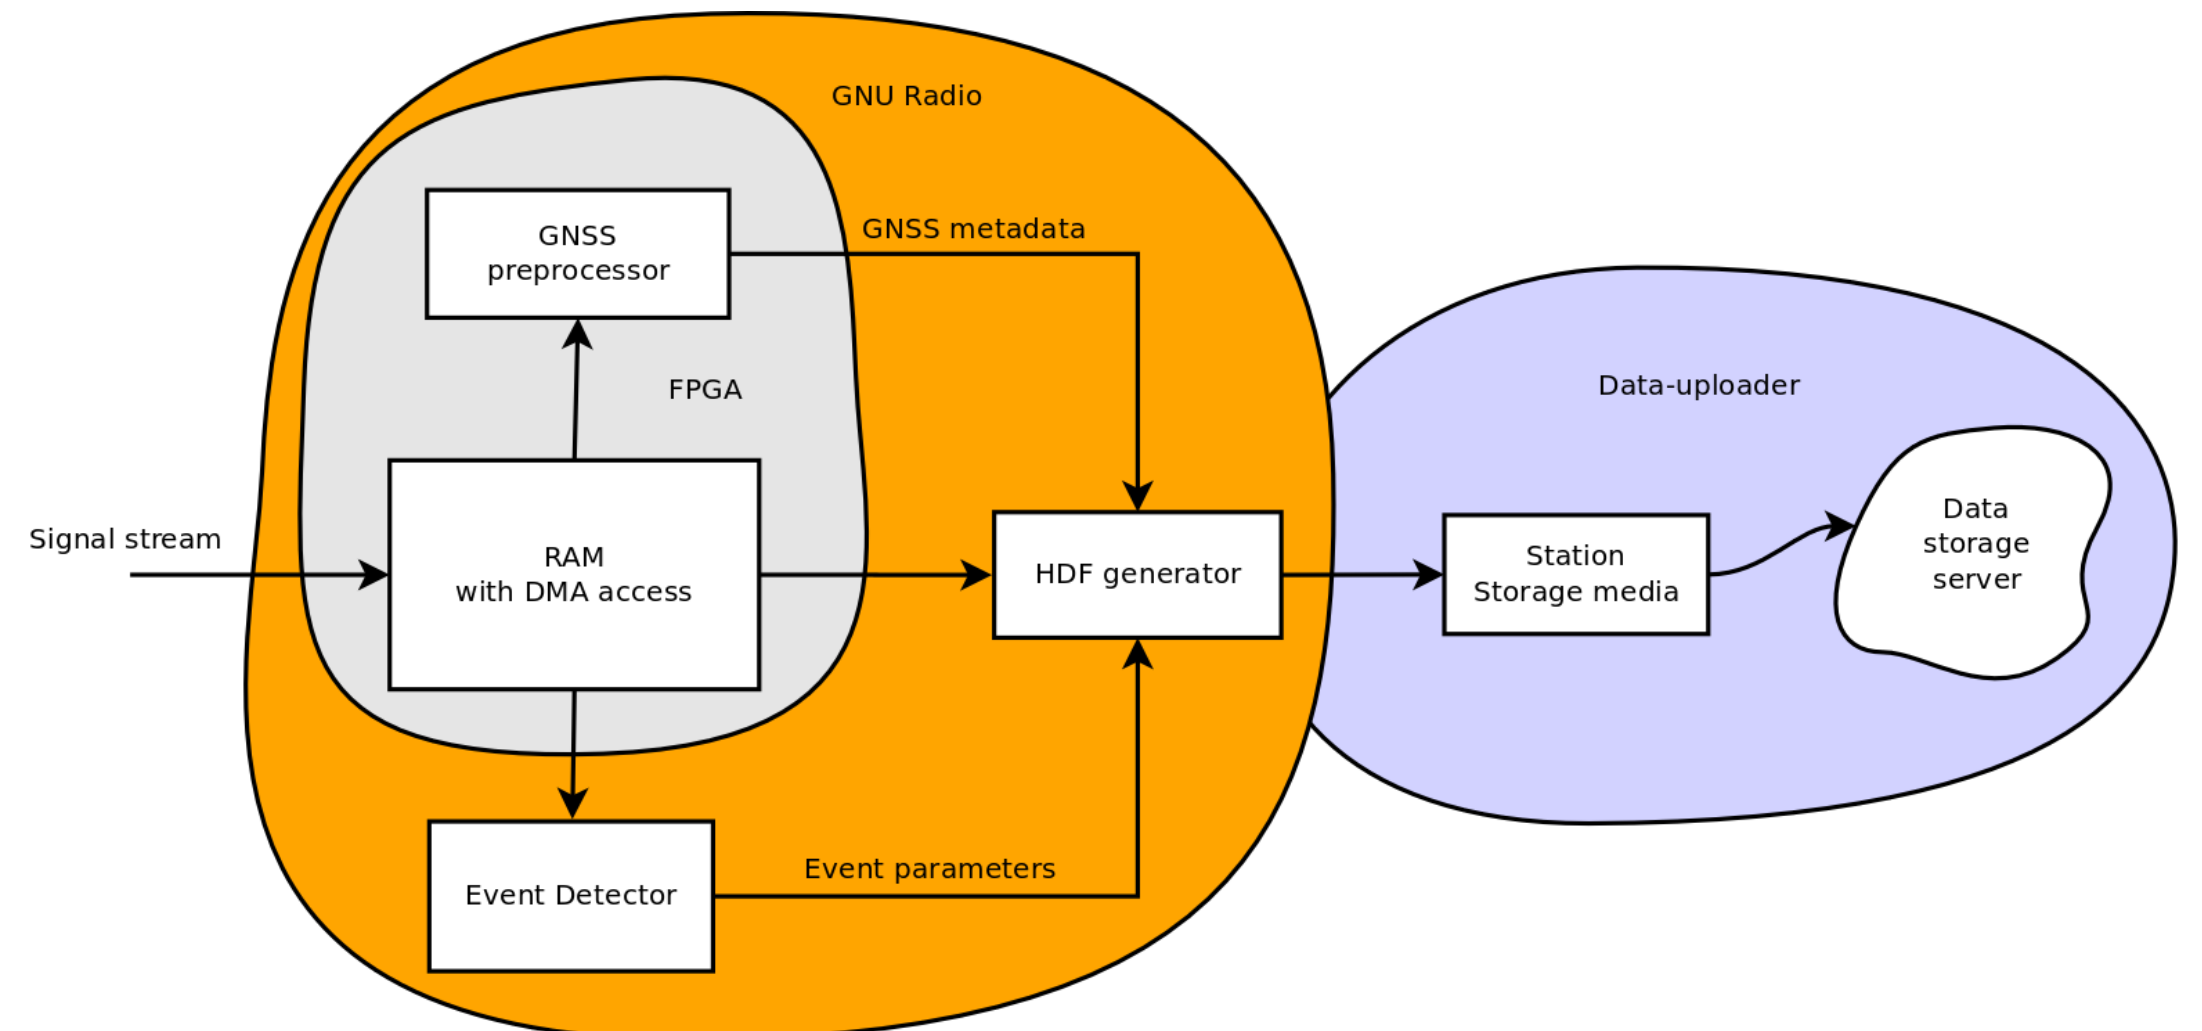 GNU Radio
GNSS
preprocessor
GNSS metadata
FPGA
Data-uploader
Signal stream
RAM
with DMA access
HDF generator
Station
Storage media
Data
storage
server
Event parameters
Event Detector